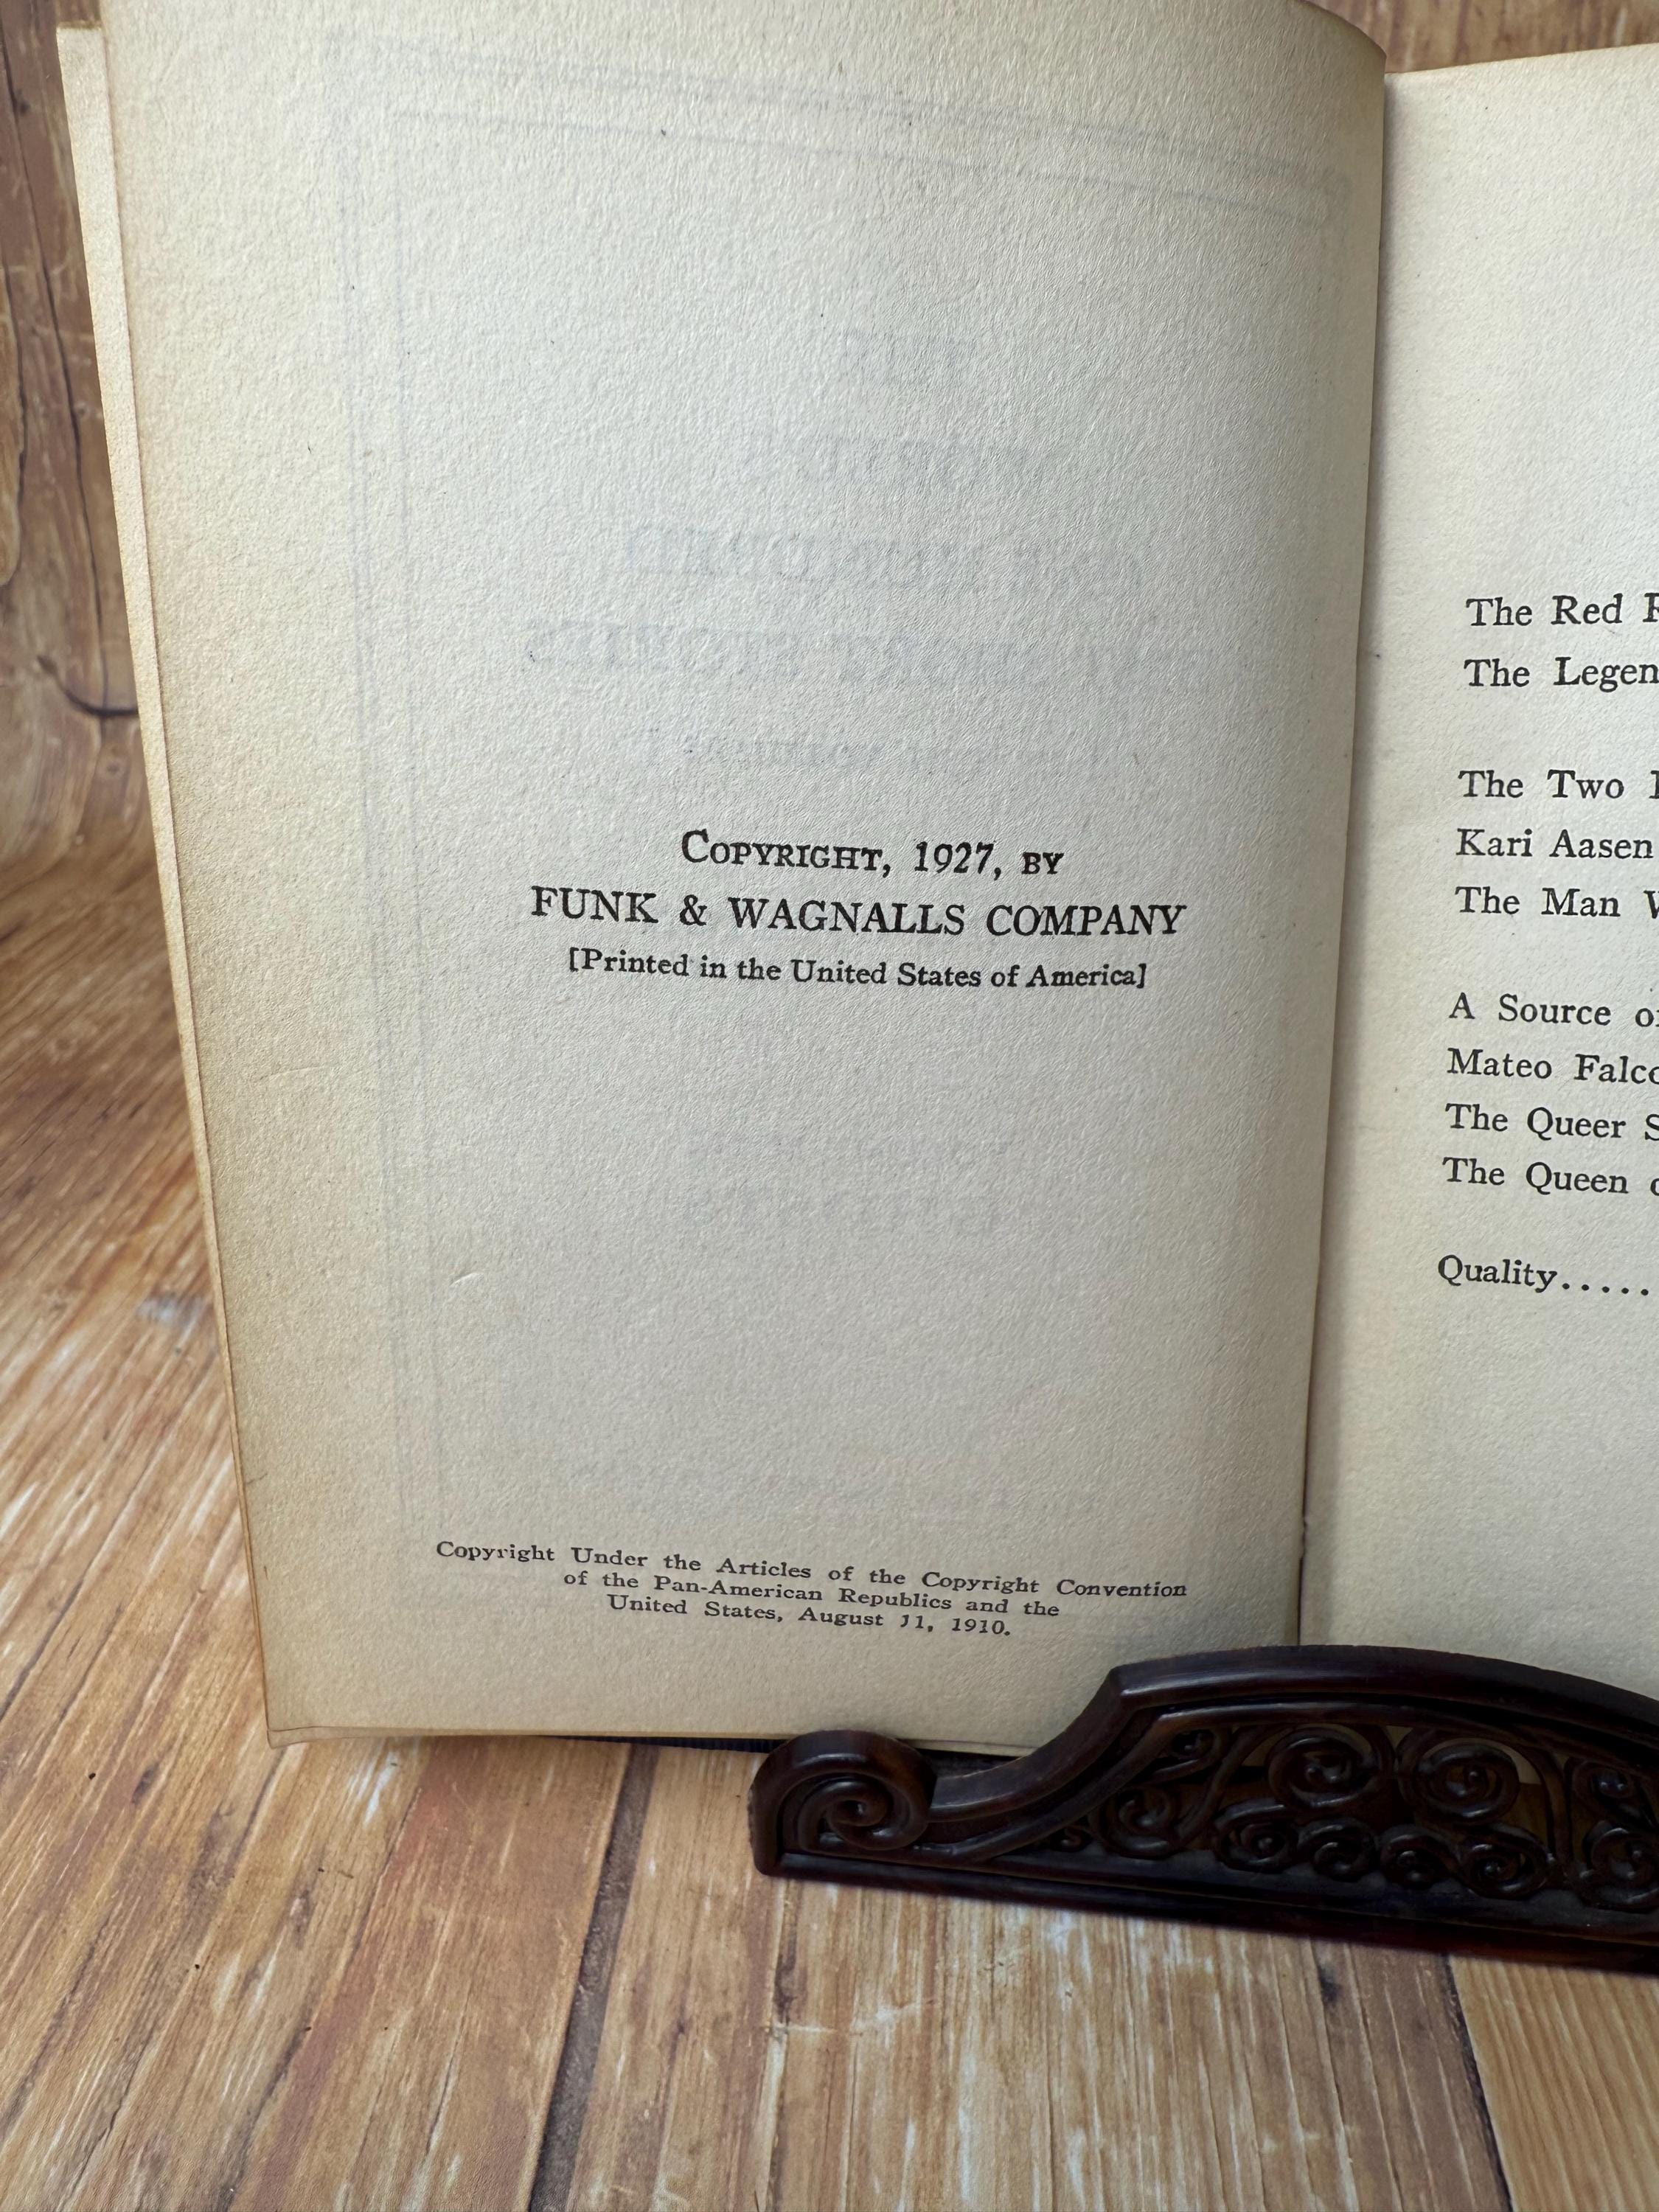 COPYRIGHT, 1927, BY
FUNK & WAGNALLS COMPANY
[Printed in the United States of America]
Copyright Under the Articles of the Copyright Convention
of the Pan-American Republics and the
United States, August 11, 1910.
The Red
The Legen
The Two
Kari Aasen
The Man
A Source
Mateo Falco
The Queer
The Queen
Quality.....